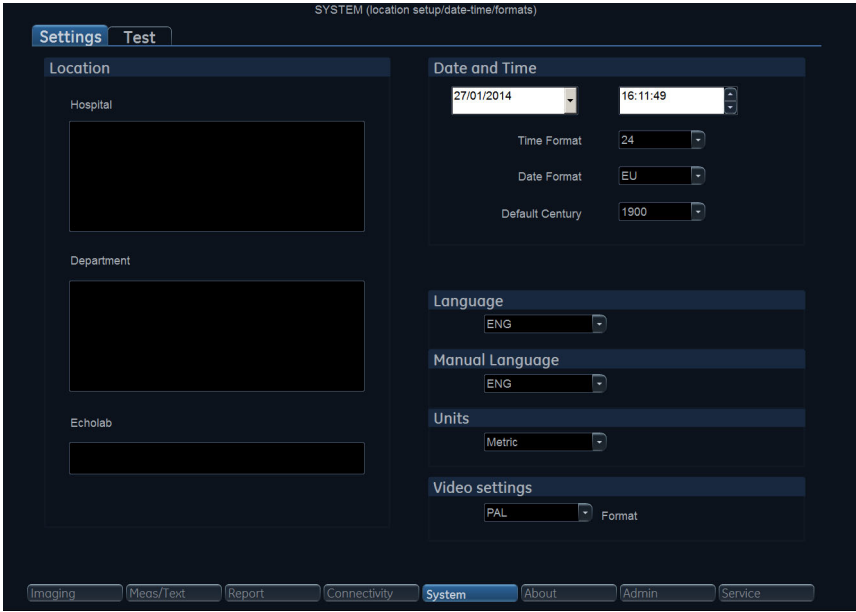 SYSTEM (location setup/date-time/formats)
Settings Test
Location
Hospital
Department
Echolab
Date and Time
27/01/2014 16:11:49
Time Format 24
Date Format EU
Default Century 1900
Language
ENG
Manual Language
ENG
Units
Metric
Video settings
PAL Format
Imaging Meas/Text Report Connectivity System About Admin Service